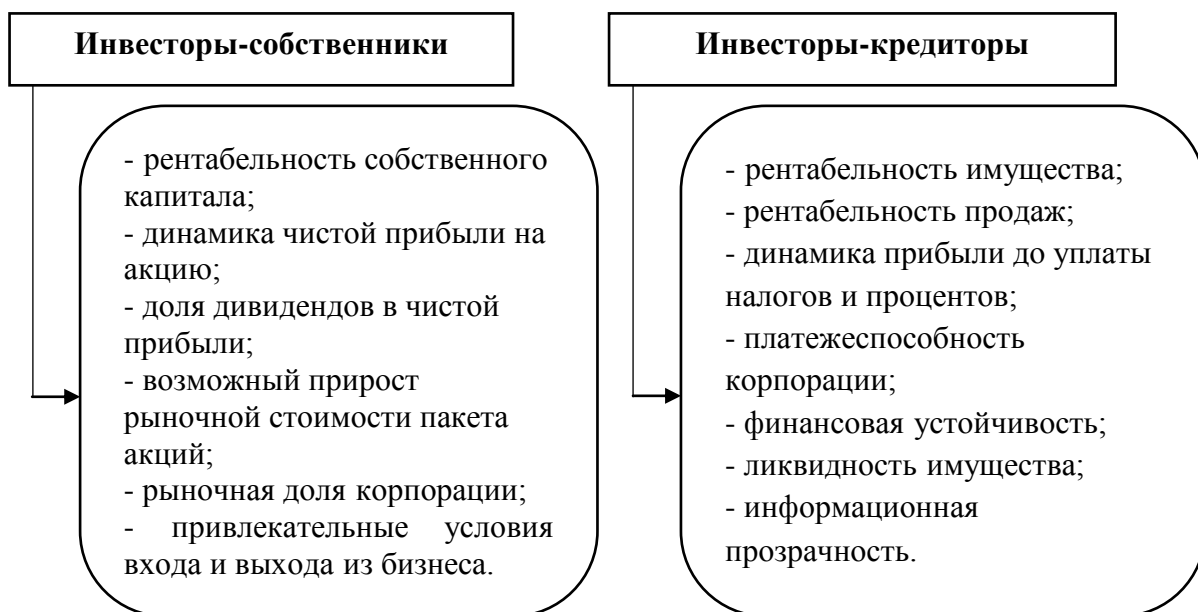 Инвесторы-собственники
- рентабельность собственного
капитала;
- динамика чистой прибыли на
акцию;
- доля дивидендов в чистой
прибыли;
- возможный прирост
рыночной стоимости пакета
акций;
- рыночная доля корпорации;
- привлекательные условия
входа и выхода из бизнеса.
Инвесторы-кредиторы
- рентабельность имущества;
- рентабельность продаж;
- динамика прибыли до уплаты
налогов и процентов;
- платежеспособность
корпорации;
- финансовая устойчивость;
- ликвидность имущества;
- информационная
прозрачность.